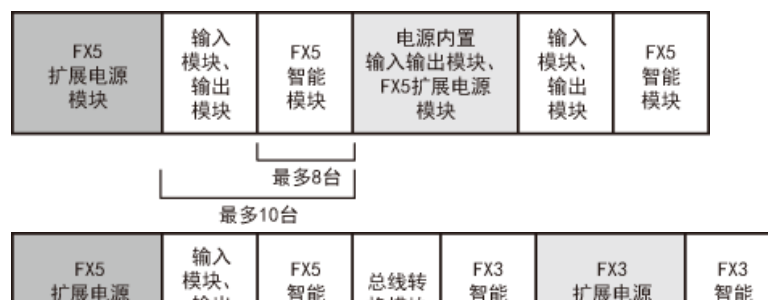 FX5
扩展电源
模块
输入
模块、
输出
模块
FX5
智能
模块
电源内置
输入输出模块、
FX5扩展电源
模块
输入
模块、
输出
模块
FX5
智能
模块
最多8台
最多10台
FX5
扩展电源
输入
模块、
FX5
智能
总线转
FX3
智能
FX3
扩展电源
FX3
智能